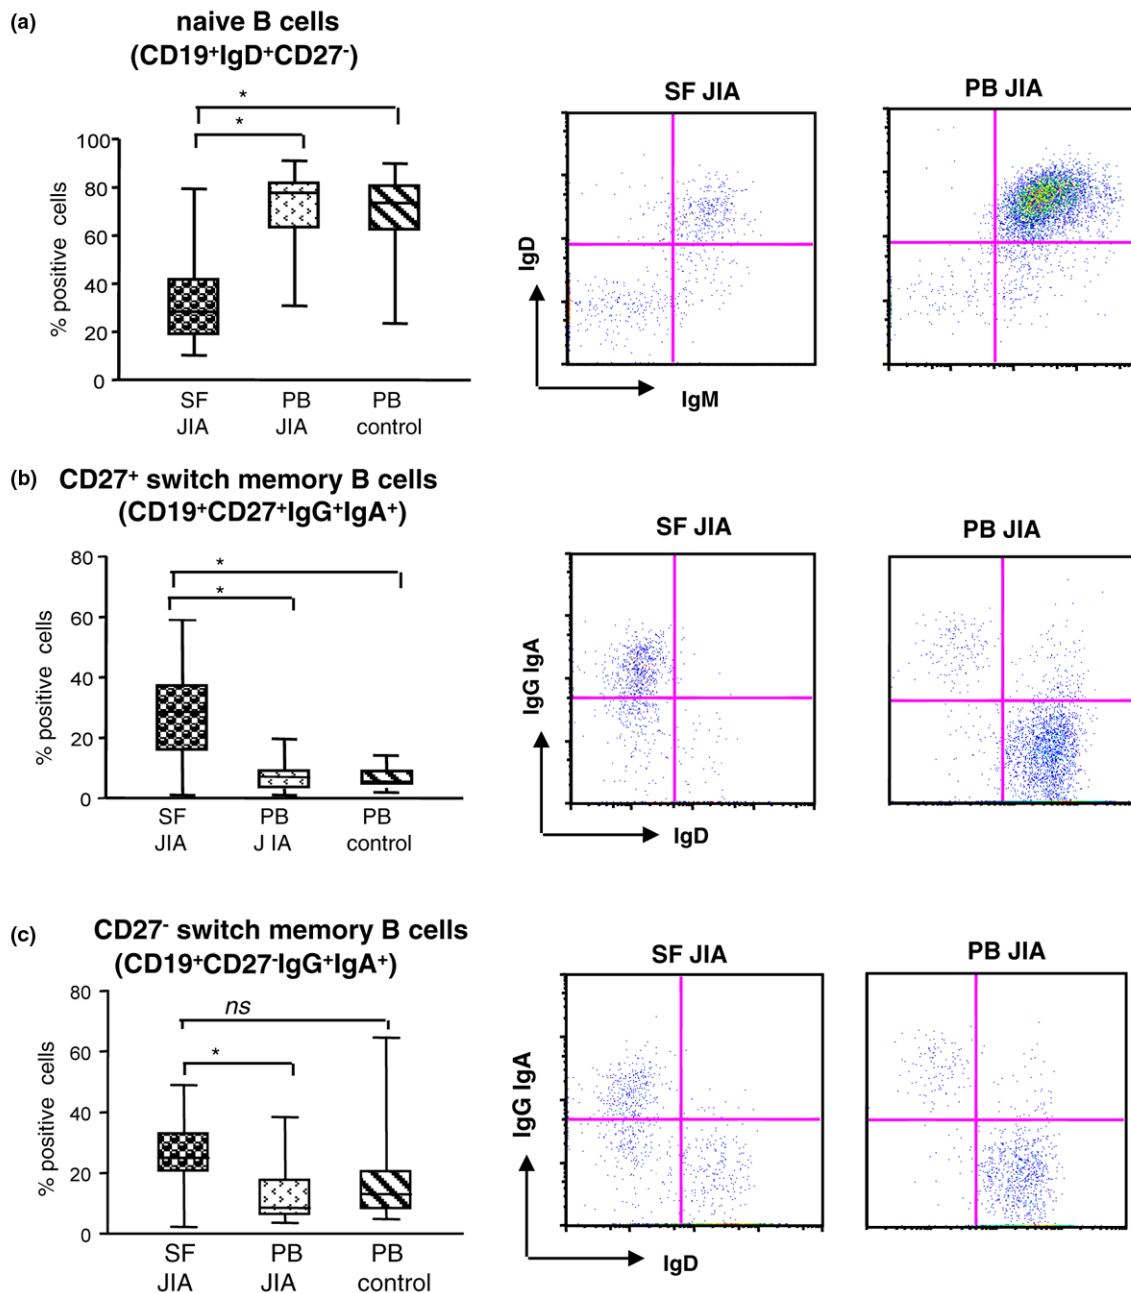 (a)
naive B cells
(CD19⁺IgD⁺CD27⁻)
*
*
100
80
60
40
20
0
% positive cells
SF
JIA
PB
JIA
PB
control
SF JIA
PB JIA
IgD
IgM
(b)
CD27⁺ switch memory B cells
(CD19⁺CD27⁺IgG⁺IgA⁺)
*
*
80
60
40
20
0
% positive cells
SF
JIA
PB
J IA
PB
control
SF JIA
PB JIA
IgG IgA
IgD
(c)
CD27⁻ switch memory B cells
(CD19⁺CD27⁻IgG⁺IgA⁺)
ns
*
80
60
40
20
0
% positive cells
SF
JIA
PB
JIA
PB
control
SF JIA
PB JIA
IgG IgA
IgD